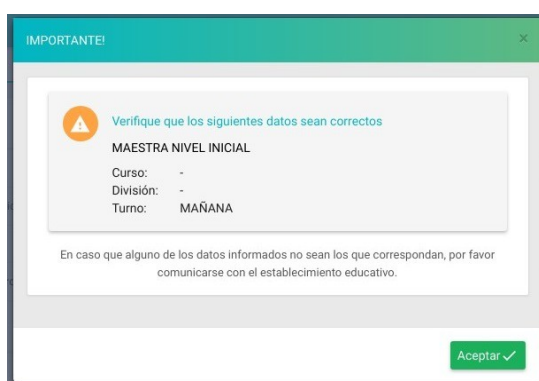 IMPORTANTE!
×
Verifique que los siguientes datos sean correctos
MAESTRA NIVEL INICIAL
Curso: -
División: -
Turno: MAÑANA
En caso que alguno de los datos informados no sean los que correspondan, por favor
comunicarse con el establecimiento educativo.
Aceptar ✓